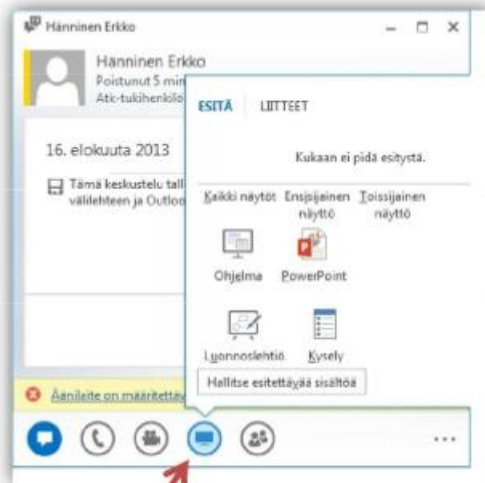 Hänninen Erkko
Hänninen Erkko
Poistunut 5 min
Atk-tukihenkilö
ESITÄ LIITTEET
16. elokuuta 2013
Kukaan ei pidä esitystä.
Tämä keskustelu tall
välilehteen ja Outloo
Kaikki näytöt Ensisijainen näyttö Toissijainen näyttö
Ohjelma PowerPoint
Luonnoslehtiö Kysely
Hallitse esitettävää sisältöä
Äänilaite on määritettäv